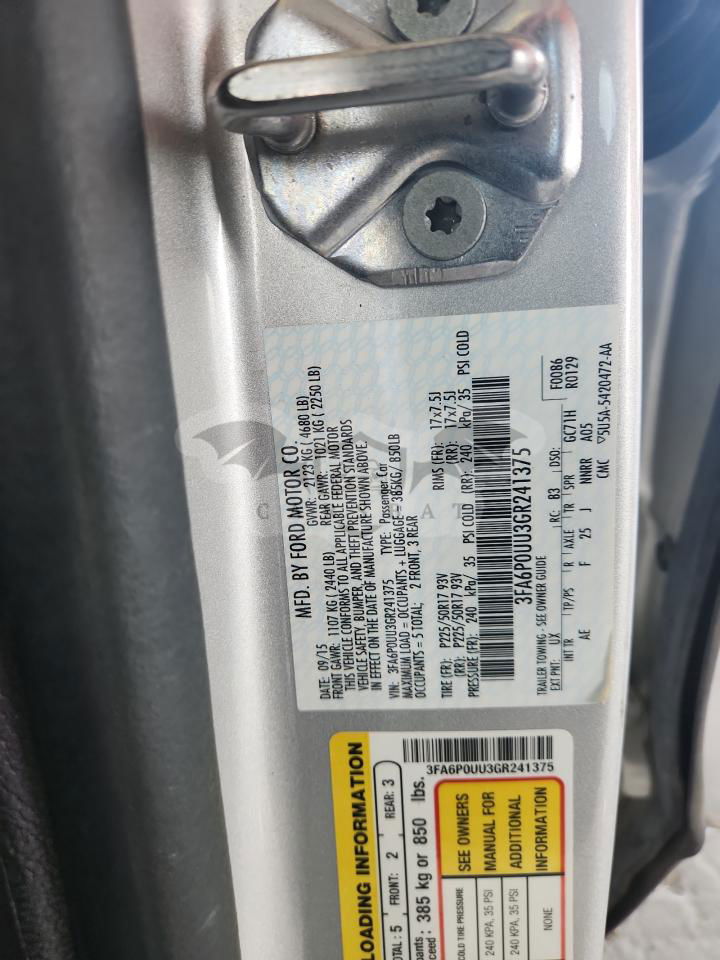 MFD. BY FORD MOTOR CO.
DATE: 09/15 GVWR: 2123 KG ( 4680 LB)
FRONT GAWR: 1107 KG ( 2440 LB) REAR GAWR: 1021 KG ( 2250 LB)
THIS VEHICLE CONFORMS TO ALL APPLICABLE FEDERAL MOTOR
VEHICLE SAFETY, BUMPER, AND THEFT PREVENTION STANDARDS
IN EFFECT ON THE DATE OF MANUFACTURE SHOWN ABOVE.
VIN: 3FA6P0UU3GR241375 TYPE: Passenger Car
MAXIMUM LOAD = OCCUPANTS + LUGGAGE = 385KG/ 850LB
OCCUPANTS = 5 TOTAL; 2 FRONT, 3 REAR
TIRE (FR): P225/50R17 93V RIMS (FR): 17x7.5J
(RR): P225/50R17 93V (RR): 17x7.5J
PRESSURE (FR): 240 kPa/ 35 PSI COLD (RR): 240 kPa/ 35 PSI COLD
3FA6P0UU3GR241375
TRAILER TOWING - SEE OWNER GUIDE F0086
EXT PNT: UX RC: B3 DSO: R0129
INT TR TP/PS R AXLE TR SPR GC71H
AE F 25 J NNRR A05
CMC ▽5U5A-5420472-AA
3FA6P0UU3GR241375
LOADING INFORMATION
OTAL : 5 FRONT: 2 REAR: 3
pants
ceed : 385 kg or 850 lbs.
COLD TIRE PRESSURE
240 KPA, 35 PSI
240 KPA, 35 PSI
NONE
SEE OWNERS
MANUAL FOR
ADDITIONAL
INFORMATION